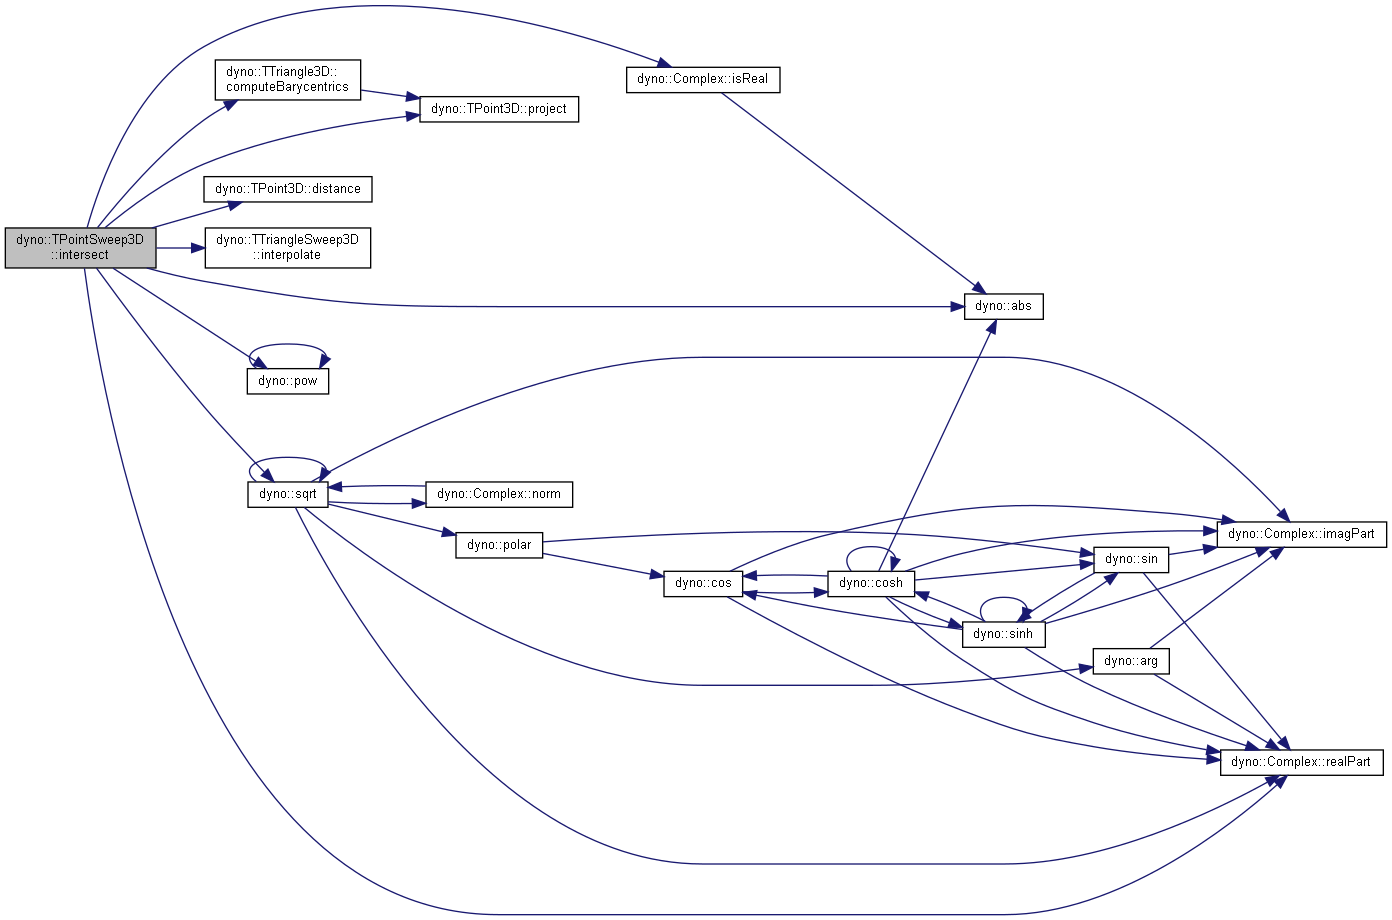 dyno::Complex::isReal
dyno::TTriangle3D::
computeBarycentrics
dyno::TPoint3D::project
dyno::TPoint3D::distance
dyno::TPointSweep3D
::intersect
dyno::TTriangleSweep3D
::interpolate
dyno::abs
dyno::pow
dyno::sqrt
dyno::Complex::norm
dyno::Complex::imagPart
dyno::polar
dyno::sin
dyno::cos
dyno::cosh
dyno::sinh
dyno::arg
dyno::Complex::realPart